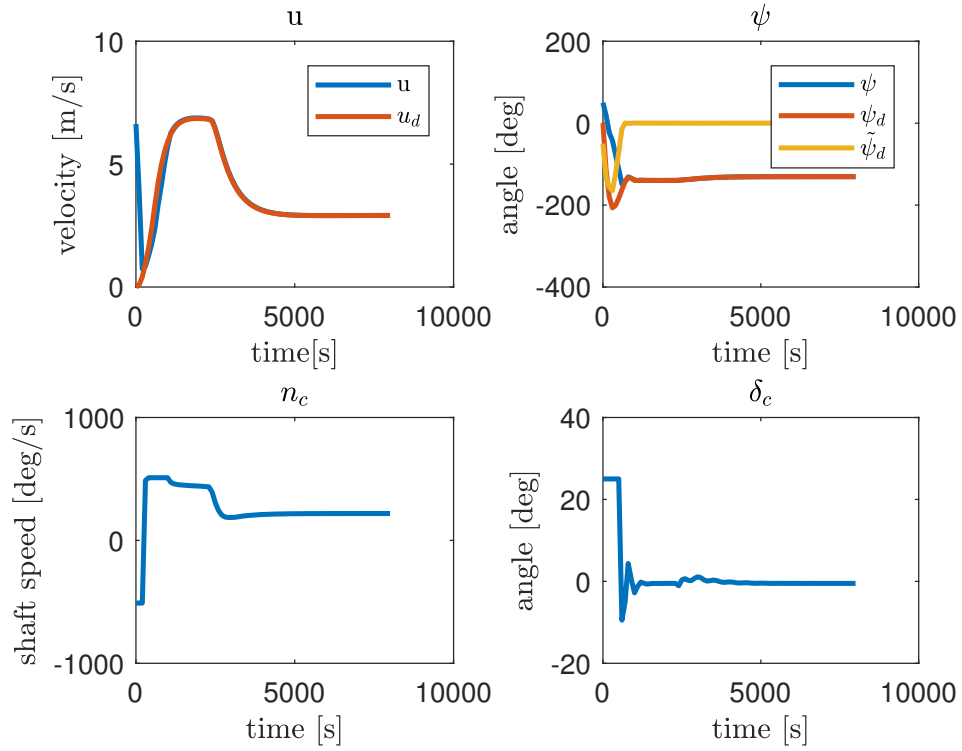 u
10
5
0
velocity [m/s]
u
u_d
0 5000 10000
time[s]
ψ
200
0
-200
-400
angle [deg]
ψ
ψ_d
ψ̃_d
0 5000 10000
time [s]
n_c
1000
0
-1000
shaft speed [deg/s]
0 5000 10000
time [s]
δ_c
40
20
0
-20
angle [deg]
0 5000 10000
time [s]